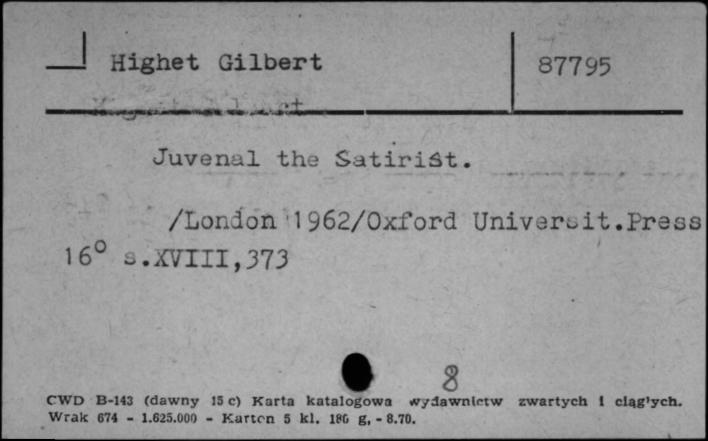 Highet Gilbert
87795
Juvenal the Satirist.
/London 1962/Oxford Universit.Press
16° s.XVIII,373
8
CWD B-143 (dawny 15 c) Karta katalogowa wydawnictw zwartych i ciągłych.
Wrak 674 - 1.625.000 - Karton 5 kl. 180 g, - 8.70.